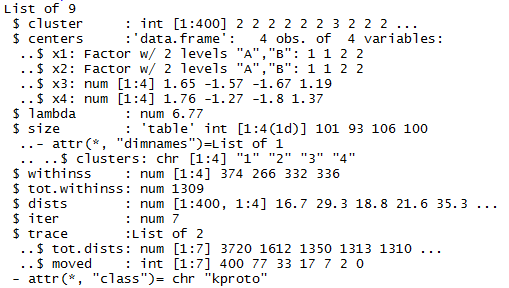 List of 9
 $ cluster     : int [1:400] 2 2 2 2 2 2 3 2 2 2 ...
 $ centers     :'data.frame':   4 obs. of  4 variables:
  ..$ x1: Factor w/ 2 levels "A","B": 1 1 2 2
  ..$ x2: Factor w/ 2 levels "A","B": 1 1 2 2
  ..$ x3: num [1:4] 1.65 -1.57 -1.67 1.19
  ..$ x4: num [1:4] 1.76 -1.27 -1.8 1.37
 $ lambda      : num 6.77
 $ size        : 'table' int [1:4(1d)] 101 93 106 100
  ..- attr(*, "dimnames")=List of 1
  .. ..$ clusters: chr [1:4] "1" "2" "3" "4"
 $ withinss    : num [1:4] 374 266 332 336
 $ tot.withinss: num 1309
 $ dists       : num [1:400, 1:4] 16.7 29.3 18.8 21.6 35.3 ...
 $ iter        : num 7
 $ trace       :List of 2
  ..$ tot.dists: num [1:7] 3720 1612 1350 1313 1310 ...
  ..$ moved    : int [1:7] 400 77 33 17 7 2 0
 - attr(*, "class")= chr "kproto"